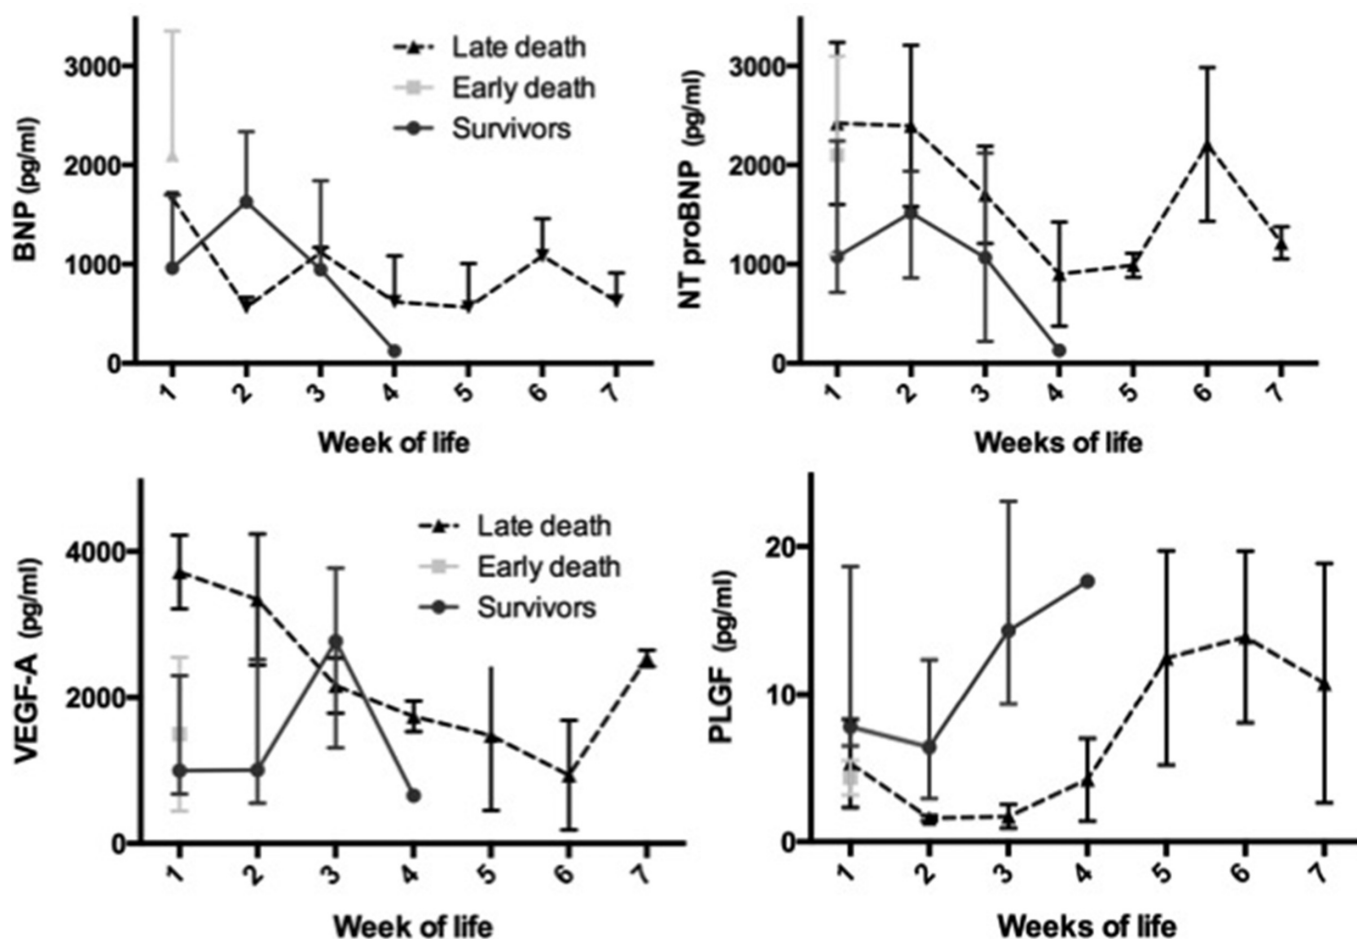 BNP (pg/ml)
3000
2000
1000
0
Late death
Early death
Survivors
1 2 3 4 5 6 7
Week of life
NT proBNP (pg/ml)
3000
2000
1000
0
1 2 3 4 5 6 7
Weeks of life
VEGF-A (pg/ml)
4000
2000
0
Late death
Early death
Survivors
1 2 3 4 5 6 7
Week of life
PLGF (pg/ml)
20
10
0
1 2 3 4 5 6 7
Weeks of life